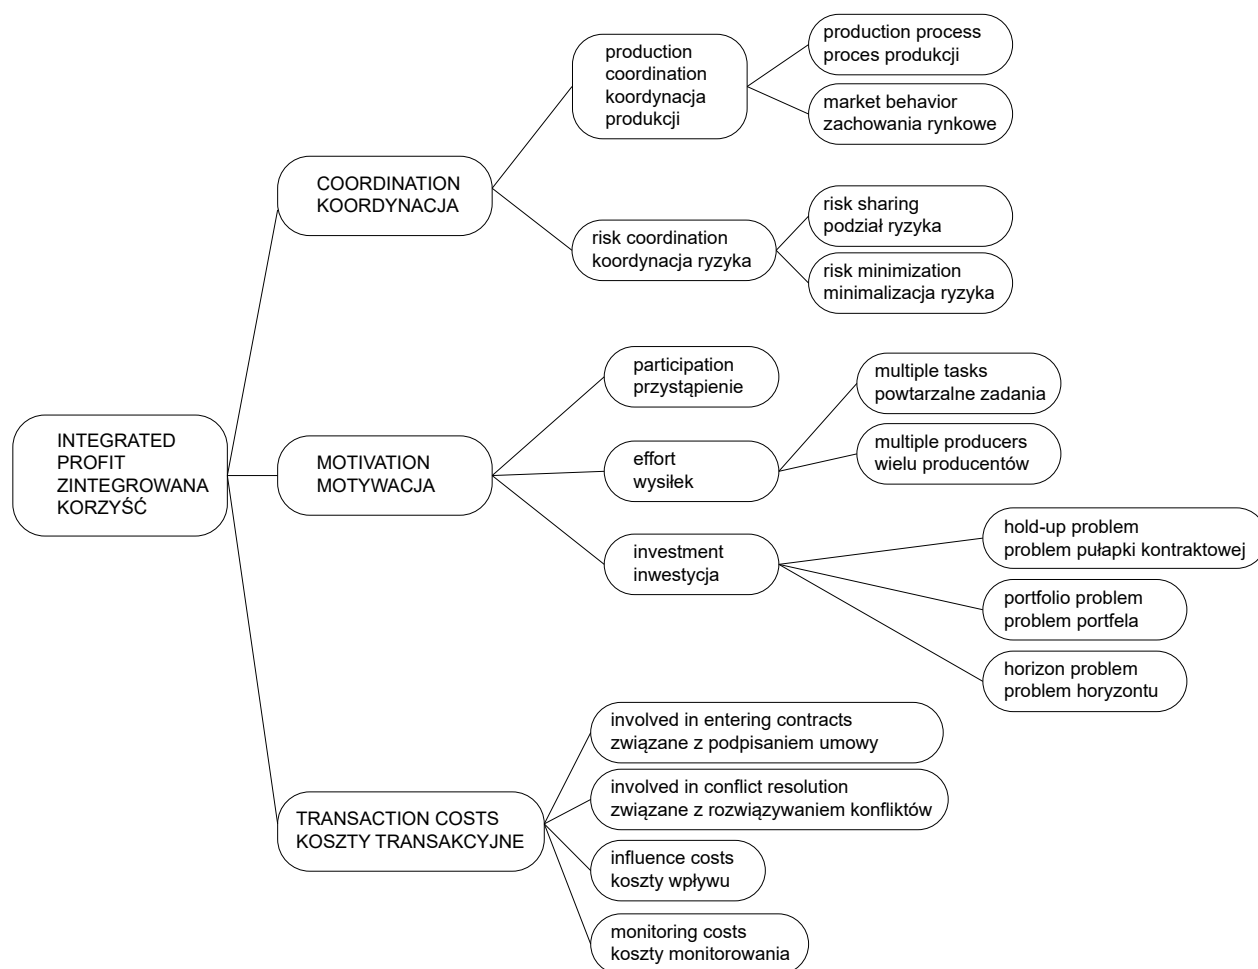 INTEGRATED
PROFIT
ZINTEGROWANA
KORZYŚĆ
COORDINATION
KOORDYNACJA
production
coordination
koordynacja
produkcji
production process
proces produkcji
market behavior
zachowania rynkowe
risk coordination
koordynacja ryzyka
risk sharing
podział ryzyka
risk minimization
minimalizacja ryzyka
MOTIVATION
MOTYWACJA
participation
przystąpienie
effort
wysiłek
multiple tasks
powtarzalne zadania
multiple producers
wielu producentów
investment
inwestycja
hold-up problem
problem pułapki kontraktowej
portfolio problem
problem portfela
horizon problem
problem horyzontu
TRANSACTION COSTS
KOSZTY TRANSAKCYJNE
involved in entering contracts
związane z podpisaniem umowy
involved in conflict resolution
związane z rozwiązywaniem konfliktów
influence costs
koszty wpływu
monitoring costs
koszty monitorowania